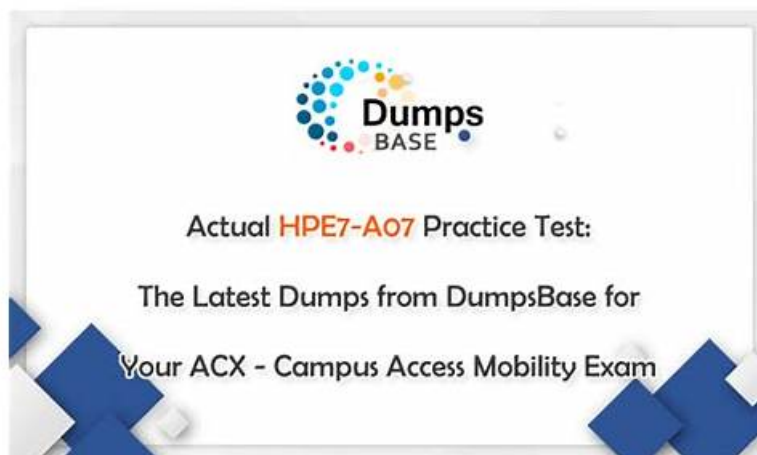 Dumps
BASE
Actual HPE7-A07 Practice Test:
The Latest Dumps from DumpsBase for
Your ACX - Campus Access Mobility Exam